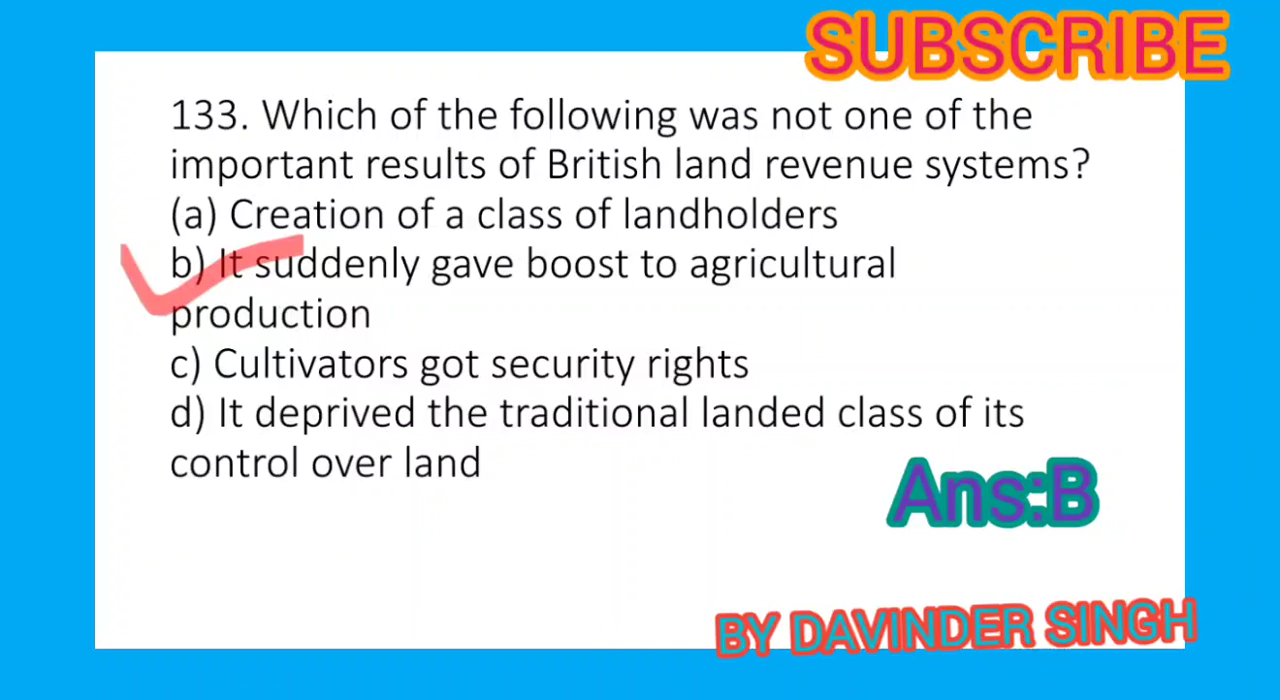 SUBSCRIBE
133. Which of the following was not one of the
important results of British land revenue systems?
(a) Creation of a class of landholders
b) It suddenly gave boost to agricultural
production
c) Cultivators got security rights
d) It deprived the traditional landed class of its
control over land
Ans:B
BY DAVINDER SINGH